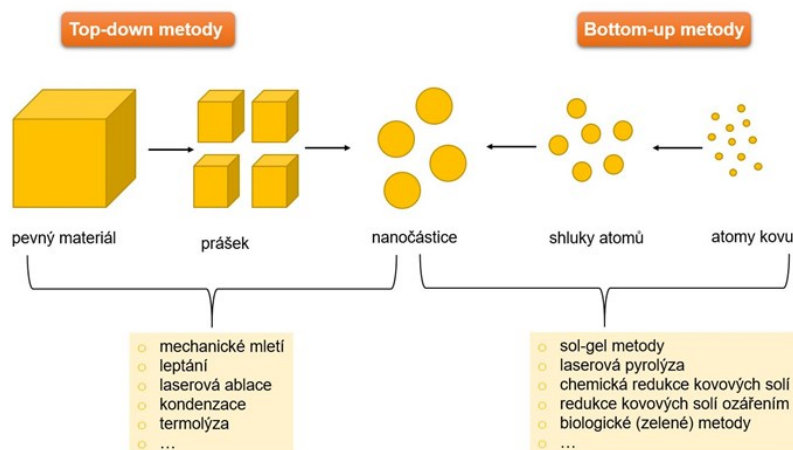 Top-down metody
Bottom-up metody
pevný materiál
prášek
nanočástice
shluky atomů
atomy kovu
mechanické mletí
leptání
laserová ablace
kondenzace
termolýza
...
sol-gel metody
laserová pyrolýza
chemická redukce kovových solí
redukce kovových solí ozářením
biologické (zelené) metody
...